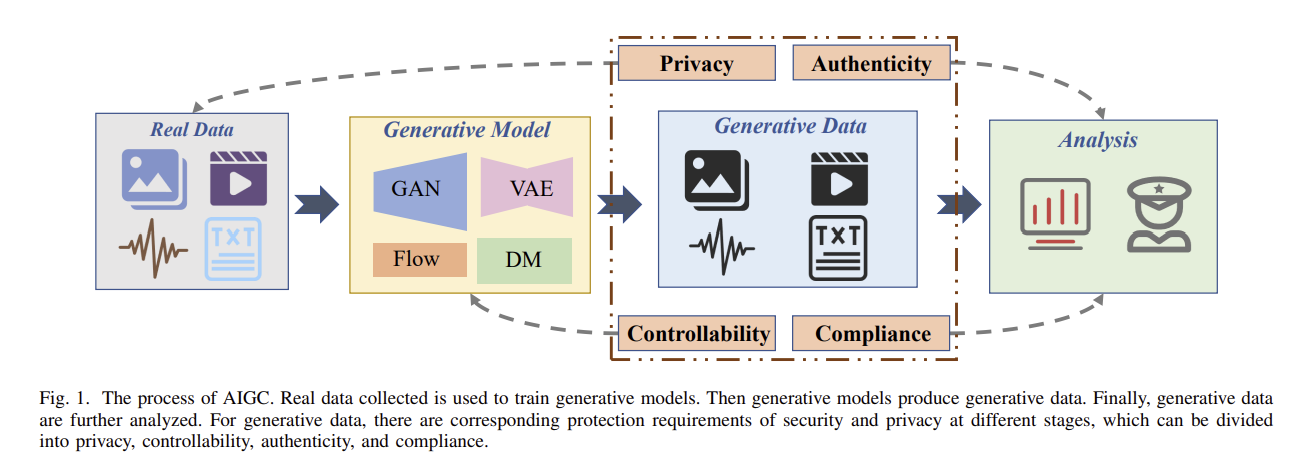 Privacy
Authenticity
Real Data
Generative Model
Generative Data
Analysis
GAN
VAE
Flow
DM
TXT
TXT
Controllability
Compliance
Fig. 1. The process of AIGC. Real data collected is used to train generative models. Then generative models produce generative data. Finally, generative data
are further analyzed. For generative data, there are corresponding protection requirements of security and privacy at different stages, which can be divided
into privacy, controllability, authenticity, and compliance.